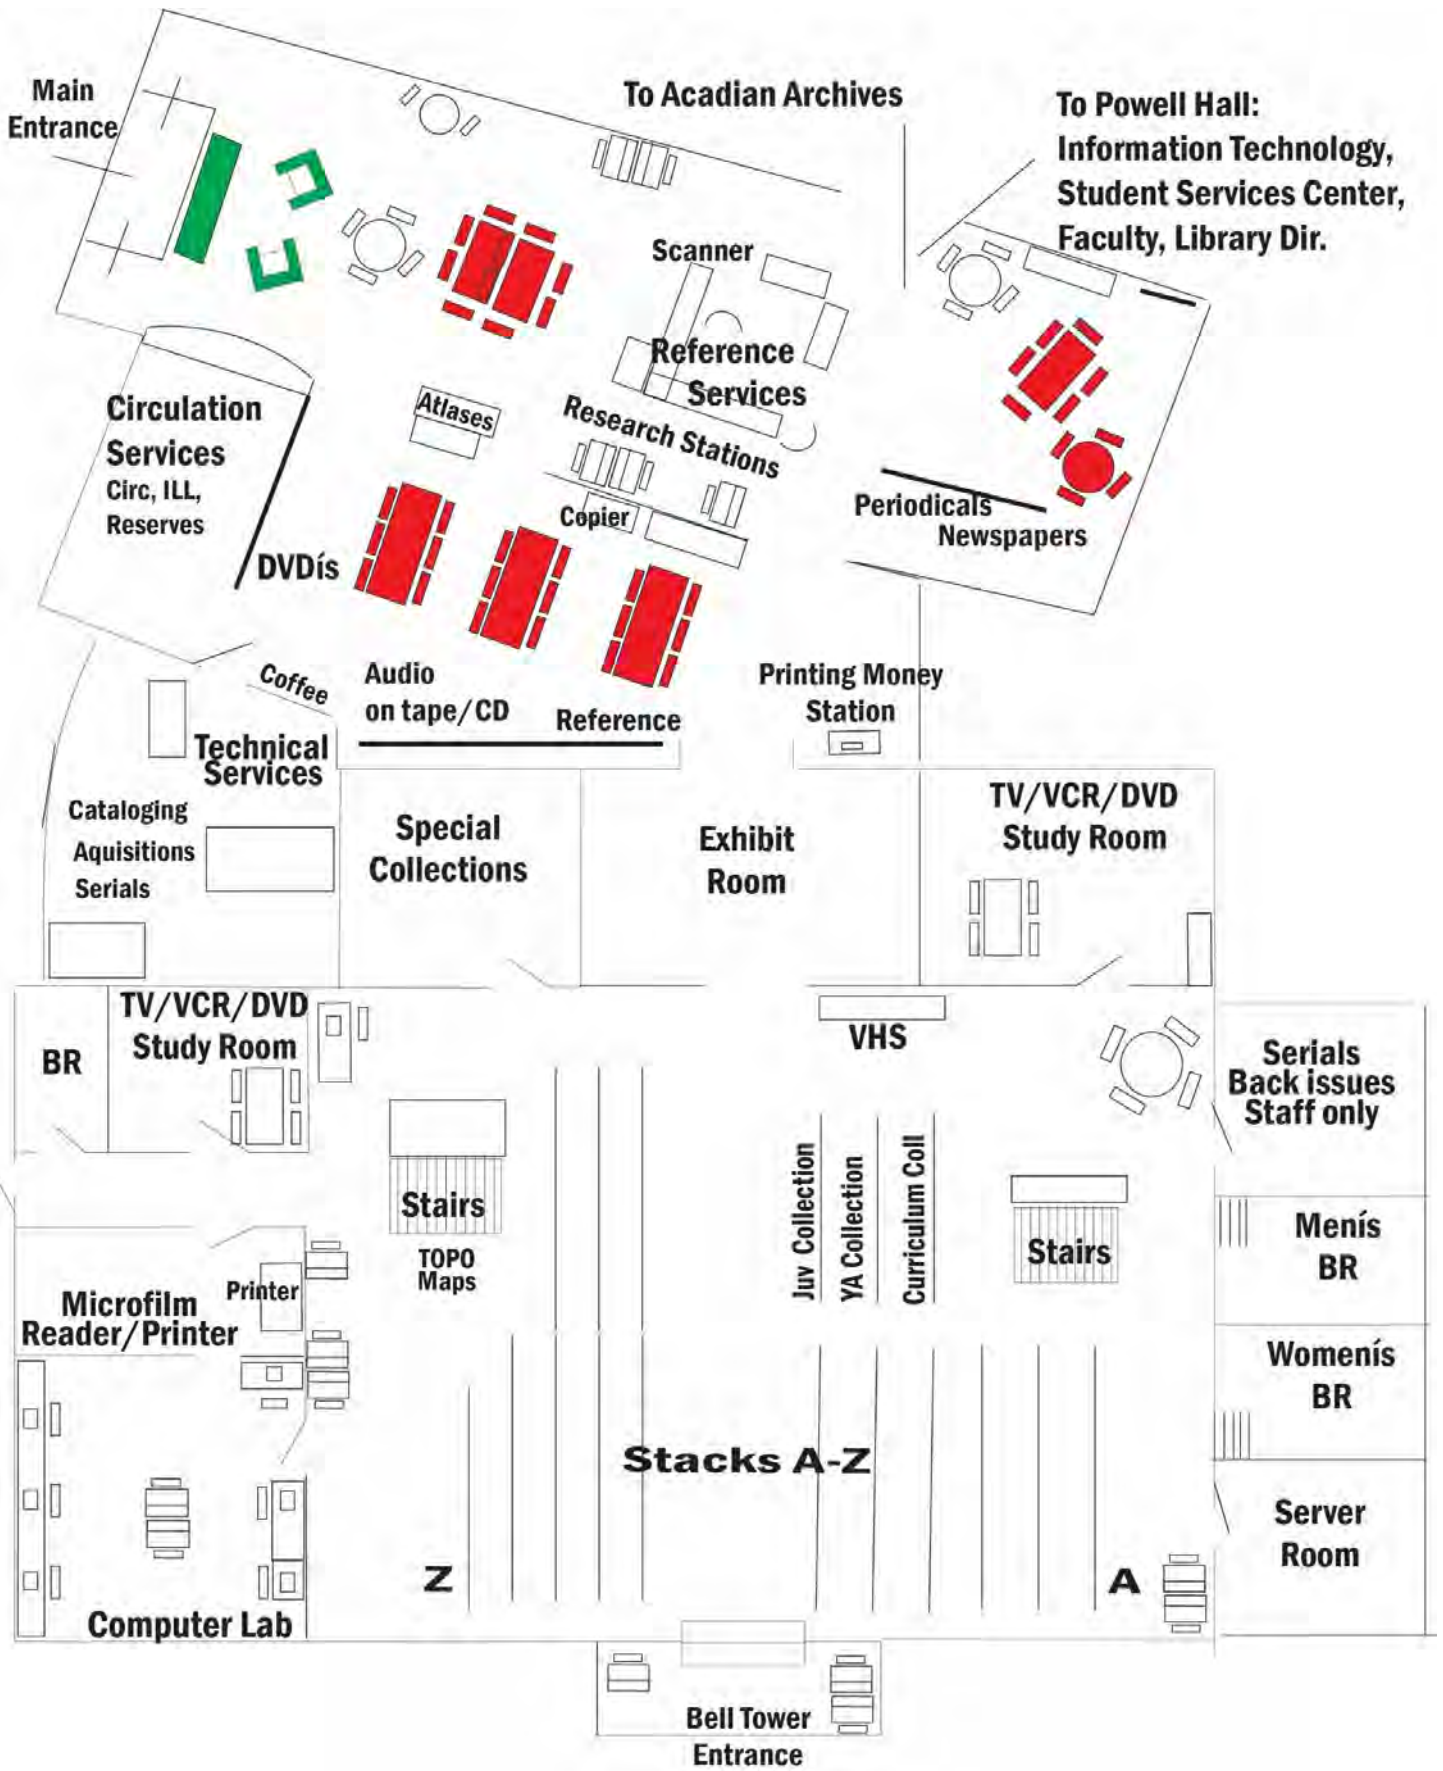 Main
Entrance
To Acadian Archives
To Powell Hall:
Information Technology,
Student Services Center,
Faculty, Library Dir.
Scanner
Reference
Services
Circulation
Services
Circ, ILL,
Reserves
Atlases
Research Stations
Copier
Periodicals
Newspapers
DVDís
Coffee
Audio
on tape/CD
Reference
Printing Money
Station
Technical
Services
Cataloging
Aquisitions
Serials
Special
Collections
Exhibit
Room
TV/VCR/DVD
Study Room
BR
TV/VCR/DVD
Study Room
VHS
Serials
Back issues
Staff only
Stairs
TOPO
Maps
Juv Collection
YA Collection
Curriculum Coll
Stairs
Menís
BR
Microfilm
Reader/Printer
Printer
Womenís
BR
Stacks A-Z
Z
A
Server
Room
Computer Lab
Bell Tower
Entrance